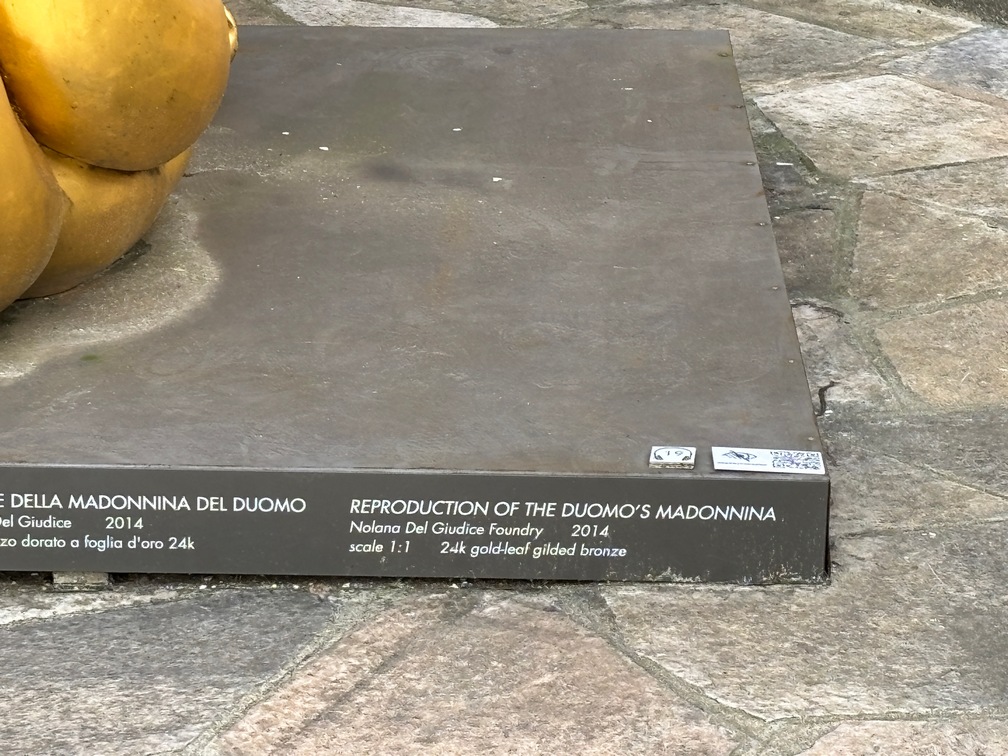 E DELLA MADONNINA DEL DUOMO
Del Giudice 2014
zo dorato a foglia d'oro 24k
REPRODUCTION OF THE DUOMO'S MADONNINA
Nolana Del Giudice Foundry 2014
scale 1:1 24k gold-leaf gilded bronze
19